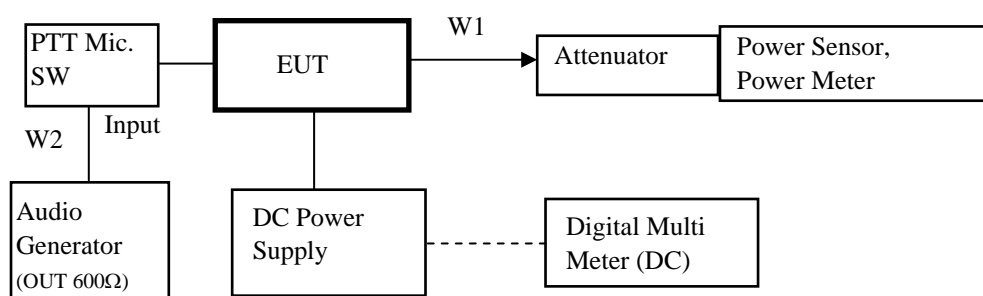 W1
PTT Mic.
SW
EUT
Attenuator
Power Sensor,
Power Meter
Input
W2
Audio
Generator
(OUT 600Ω)
DC Power
Supply
Digital Multi
Meter (DC)